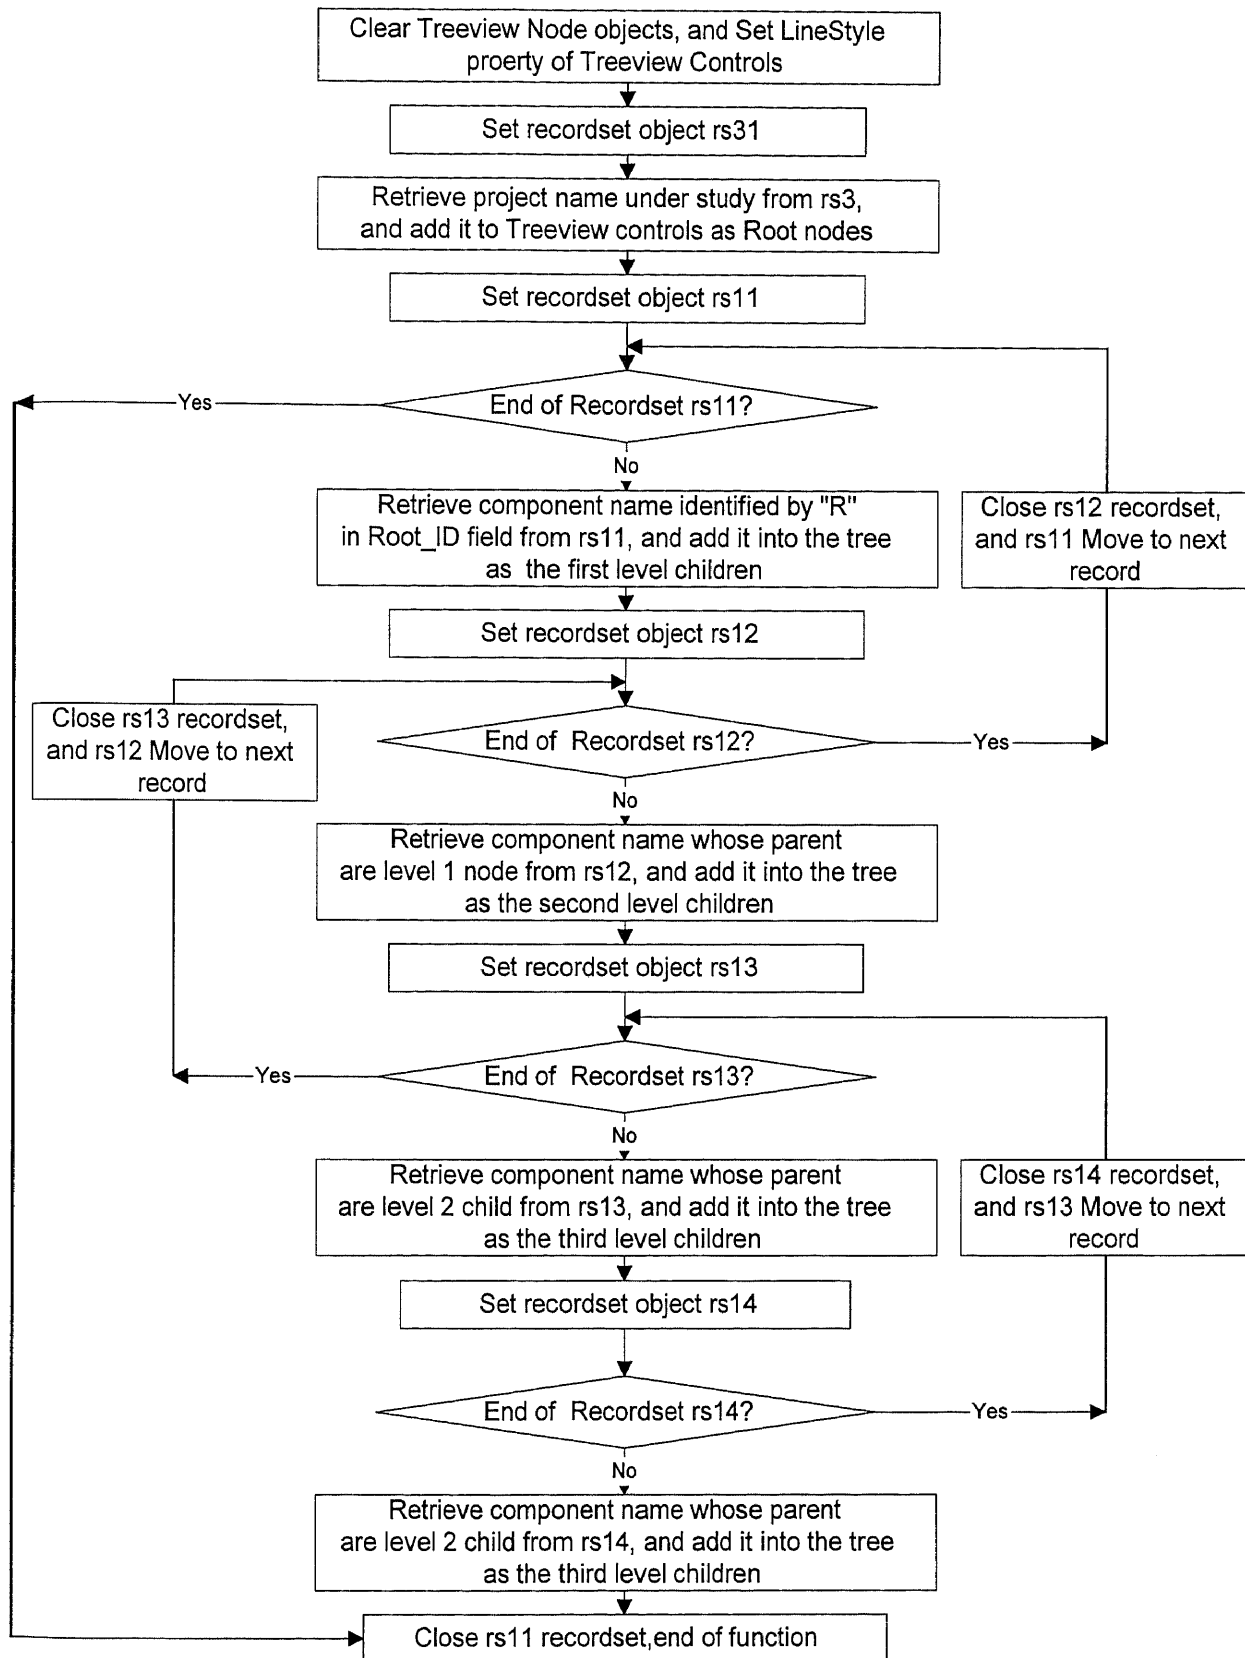 Clear Treeview Node objects, and Set LineStyle
proerty of Treeview Controls
Set recordset object rs31
Retrieve project name under study from rs3,
and add it to Treeview controls as Root nodes
Set recordset object rs11
Yes
End of Recordset rs11?
No
Retrieve component name identified by "R"
in Root_ID field from rs11, and add it into the tree
as the first level children
Close rs12 recordset,
and rs11 Move to next
record
Set recordset object rs12
Close rs13 recordset,
and rs12 Move to next
record
End of Recordset rs12?
Yes
No
Retrieve component name whose parent
are level 1 node from rs12, and add it into the tree
as the second level children
Set recordset object rs13
Yes
End of Recordset rs13?
No
Retrieve component name whose parent
are level 2 child from rs13, and add it into the tree
as the third level children
Close rs14 recordset,
and rs13 Move to next
record
Set recordset object rs14
End of Recordset rs14?
Yes
No
Retrieve component name whose parent
are level 2 child from rs14, and add it into the tree
as the third level children
Close rs11 recordset,end of function